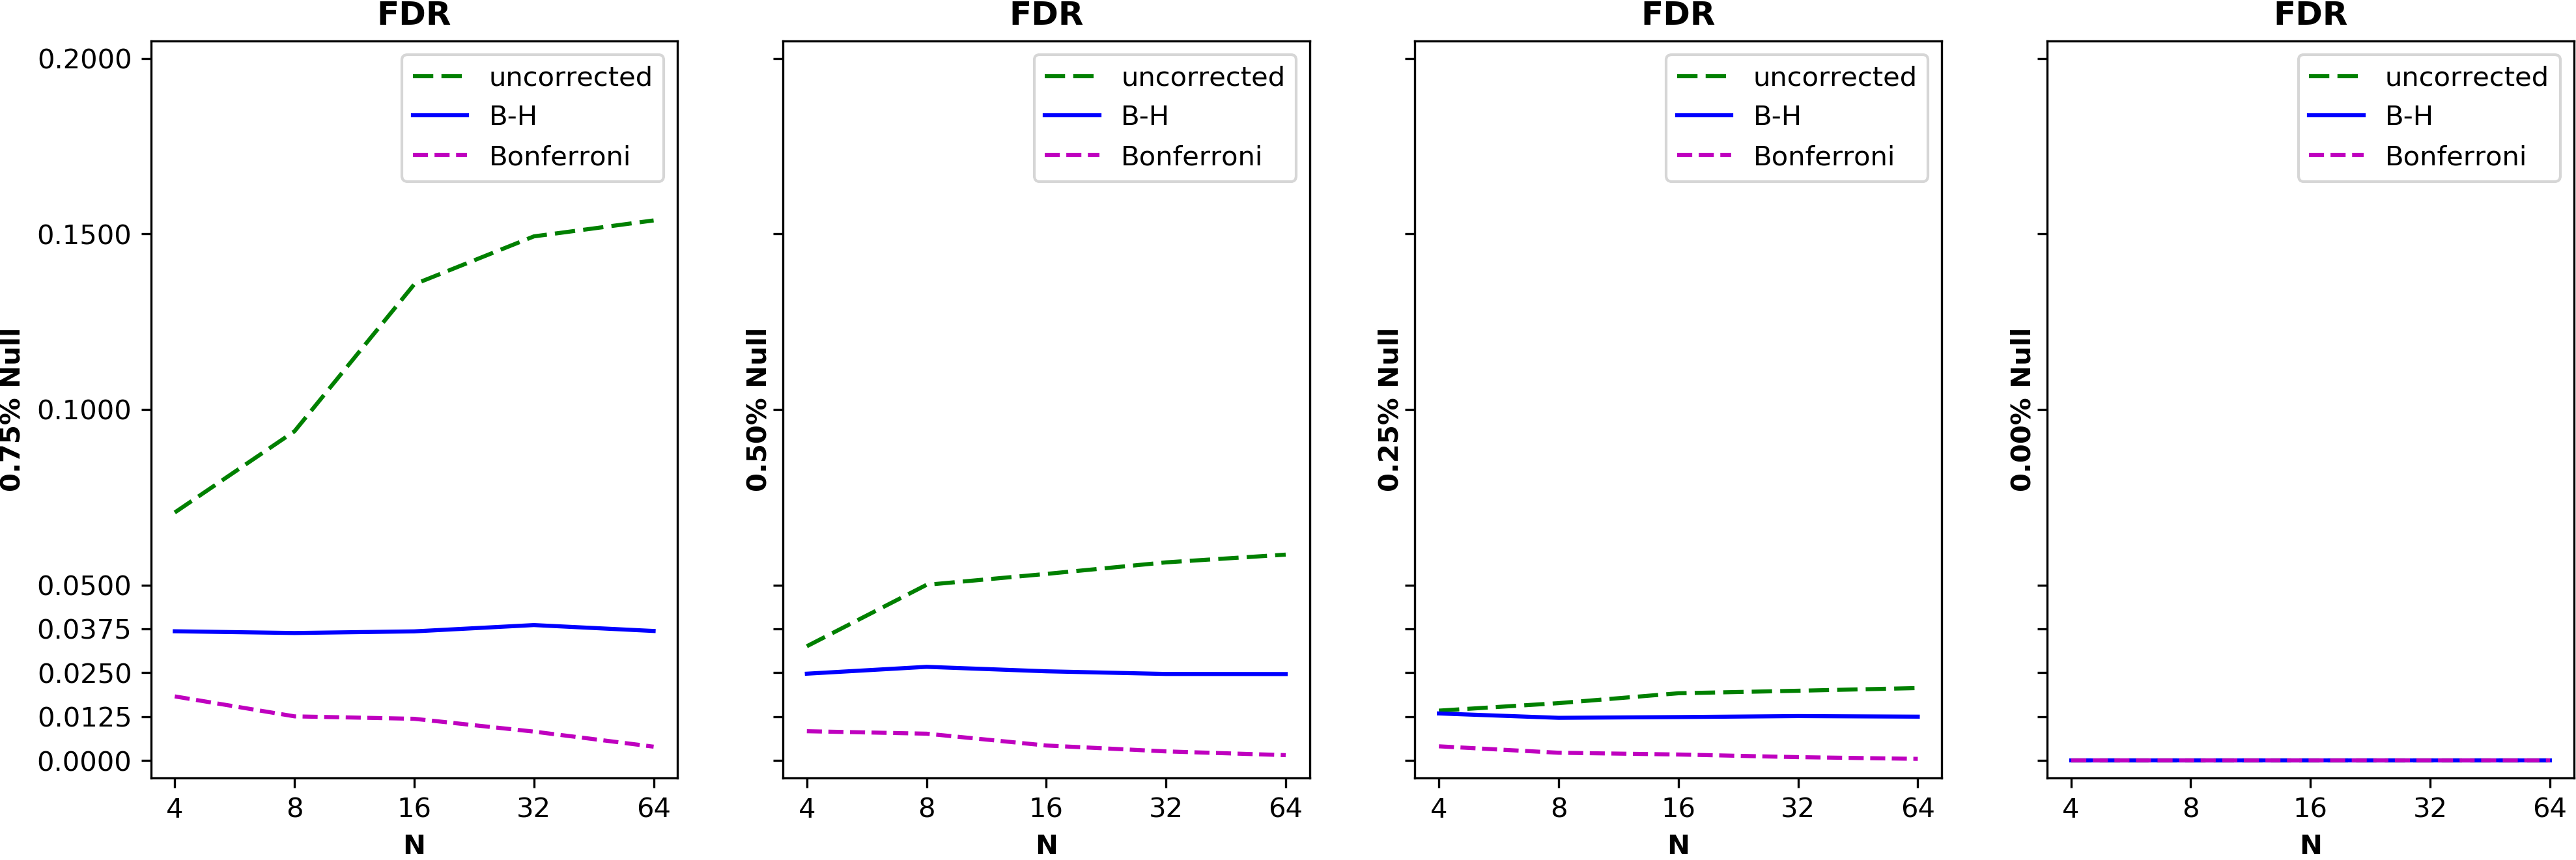 FDR
0.75% Null
0.2000
0.1500
0.1000
0.0500
0.0375
0.0250
0.0125
0.0000
uncorrected
B-H
Bonferroni
4 8 16 32 64
N
FDR
0.50% Null
uncorrected
B-H
Bonferroni
4 8 16 32 64
N
FDR
0.25% Null
uncorrected
B-H
Bonferroni
4 8 16 32 64
N
FDR
0.00% Null
uncorrected
B-H
Bonferroni
4 8 16 32 64
N